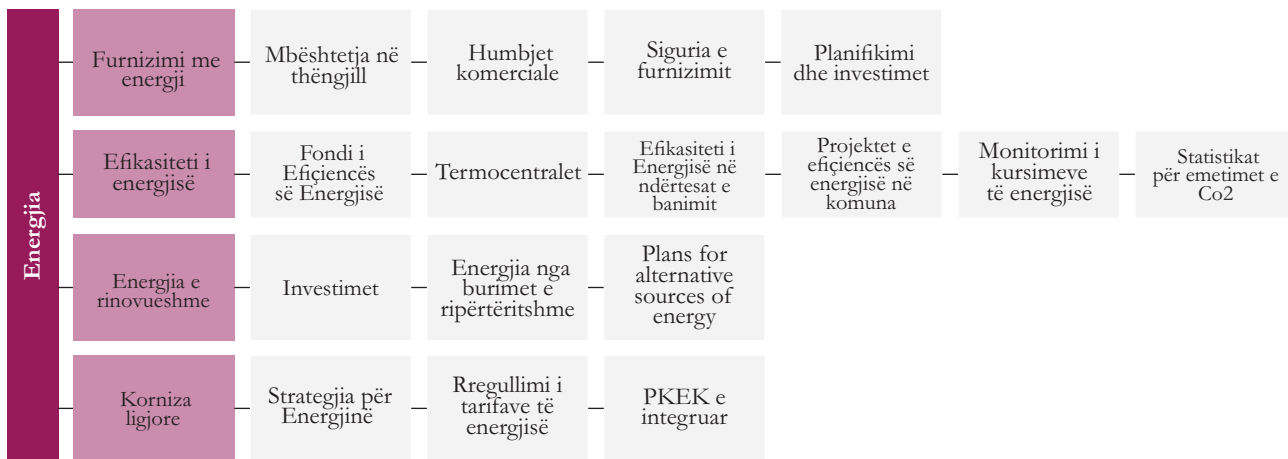 Energjia
Furnizimi me
energji
Mbështetja në
thëngjill
Humbjet
komerciale
Siguria e
furnizimit
Planifikimi
dhe investimet
Efikasiteti i
energjisë
Fondi i
Efiçiencës
së Energjisë
Termocentralet
Efikasiteti i
Energjisë në
ndërtesat e
banimit
Projektet e
efiçiencës së
energjisë në
komuna
Monitorimi i
kursimeve
të energjisë
Statistikat
për emetimet e
Co2
Energjia e
rinovueshme
Investimet
Energjia nga
burimet e
ripërtëritshme
Plans for
alternative
sources of
energy
Korniza
ligjore
Strategjia për
Energjinë
Rregullimi i
tarifave të
energjisë
PKEK e
integruar